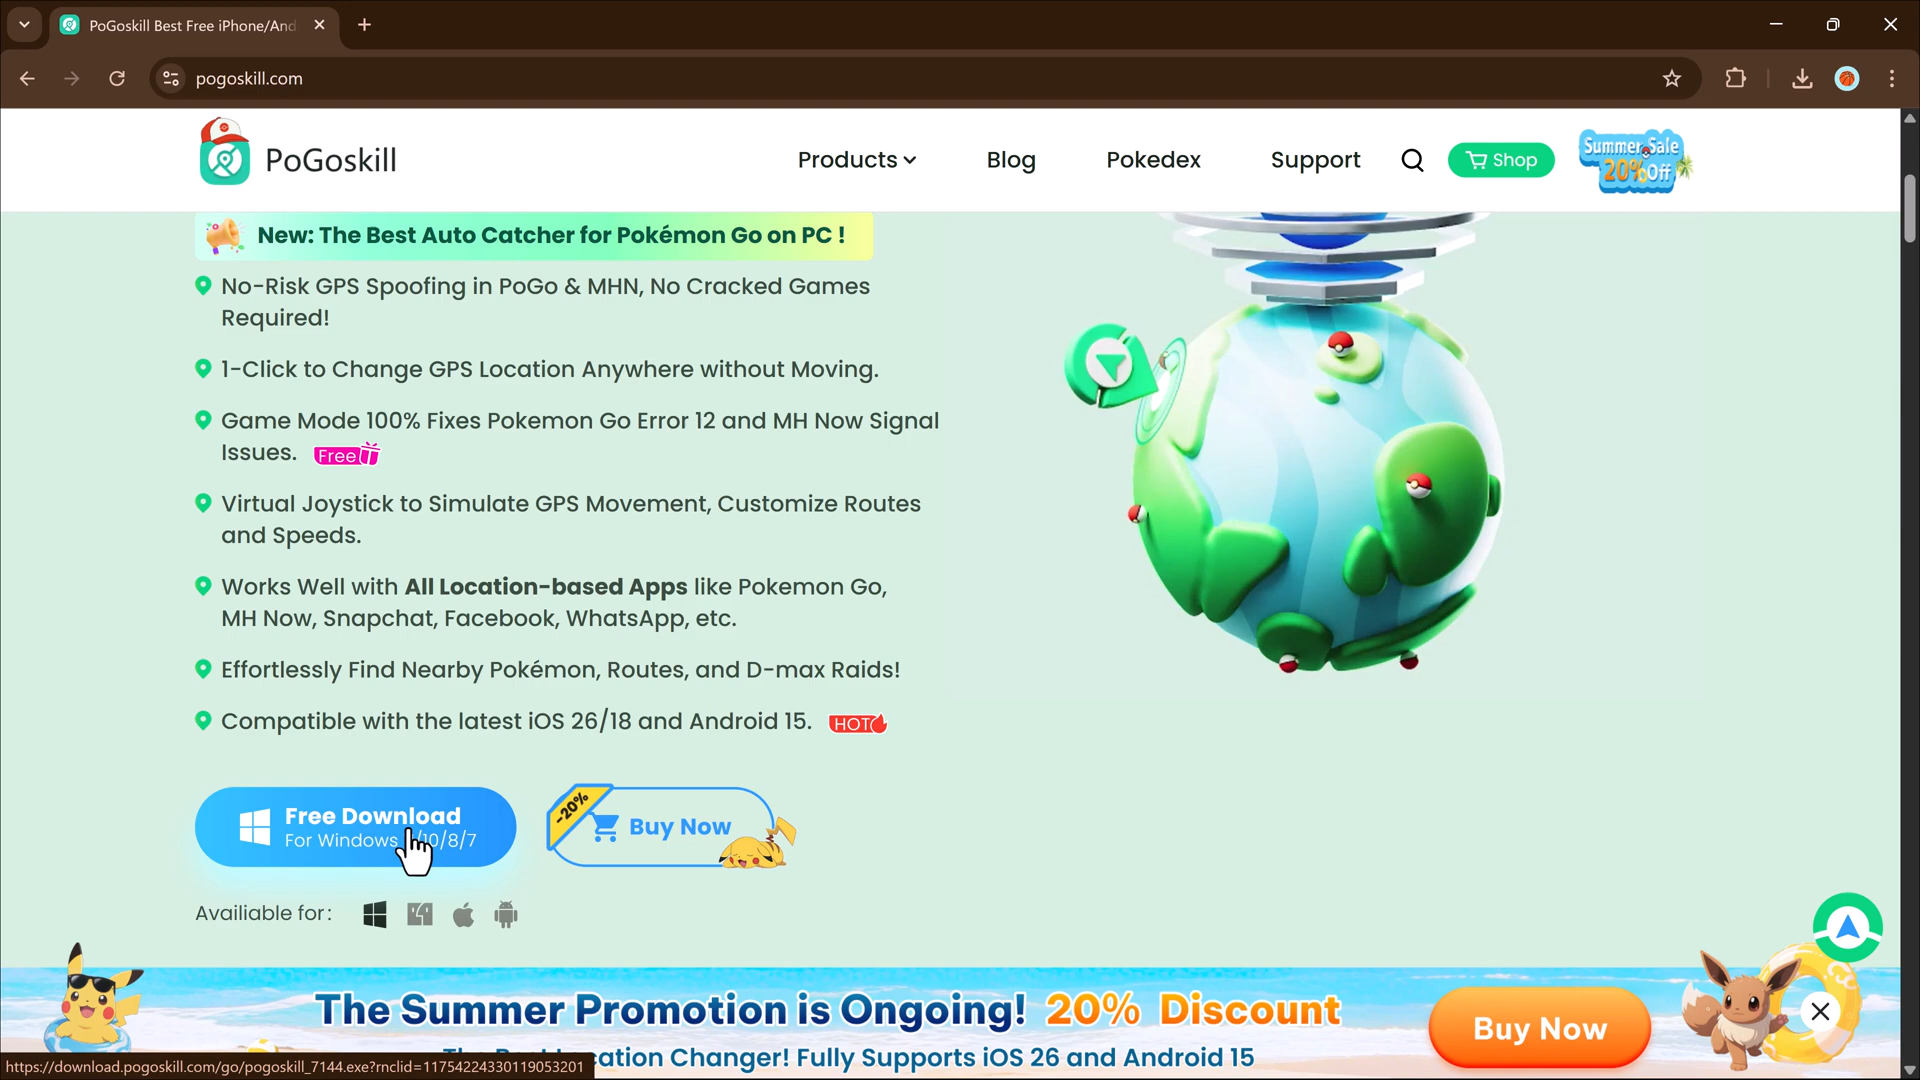 PoGoskill Best Free iPhone/And
pogoskill.com
PoGoskill
Products
Blog
Pokedex
Support
Shop
Summer Sale
20% Off
New: The Best Auto Catcher for Pokémon Go on PC !
No-Risk GPS Spoofing in PoGo & MHN, No Cracked Games
Required!
1-Click to Change GPS Location Anywhere without Moving.
Game Mode 100% Fixes Pokemon Go Error 12 and MH Now Signal
Issues. Free
Virtual Joystick to Simulate GPS Movement, Customize Routes
and Speeds.
Works Well with All Location-based Apps like Pokemon Go,
MH Now, Snapchat, Facebook, WhatsApp, etc.
Effortlessly Find Nearby Pokémon, Routes, and D-max Raids!
Compatible with the latest iOS 26/18 and Android 15. HOT
Free Download
For Windows /10/8/7
-20%
Buy Now
Availiable for:
The Summer Promotion is Ongoing! 20% Discount
Buy Now
cation Changer! Fully Supports iOS 26 and Android 15
https://download.pogoskill.com/go/pogoskill_7144.exe?rnclid=11754224330119053201